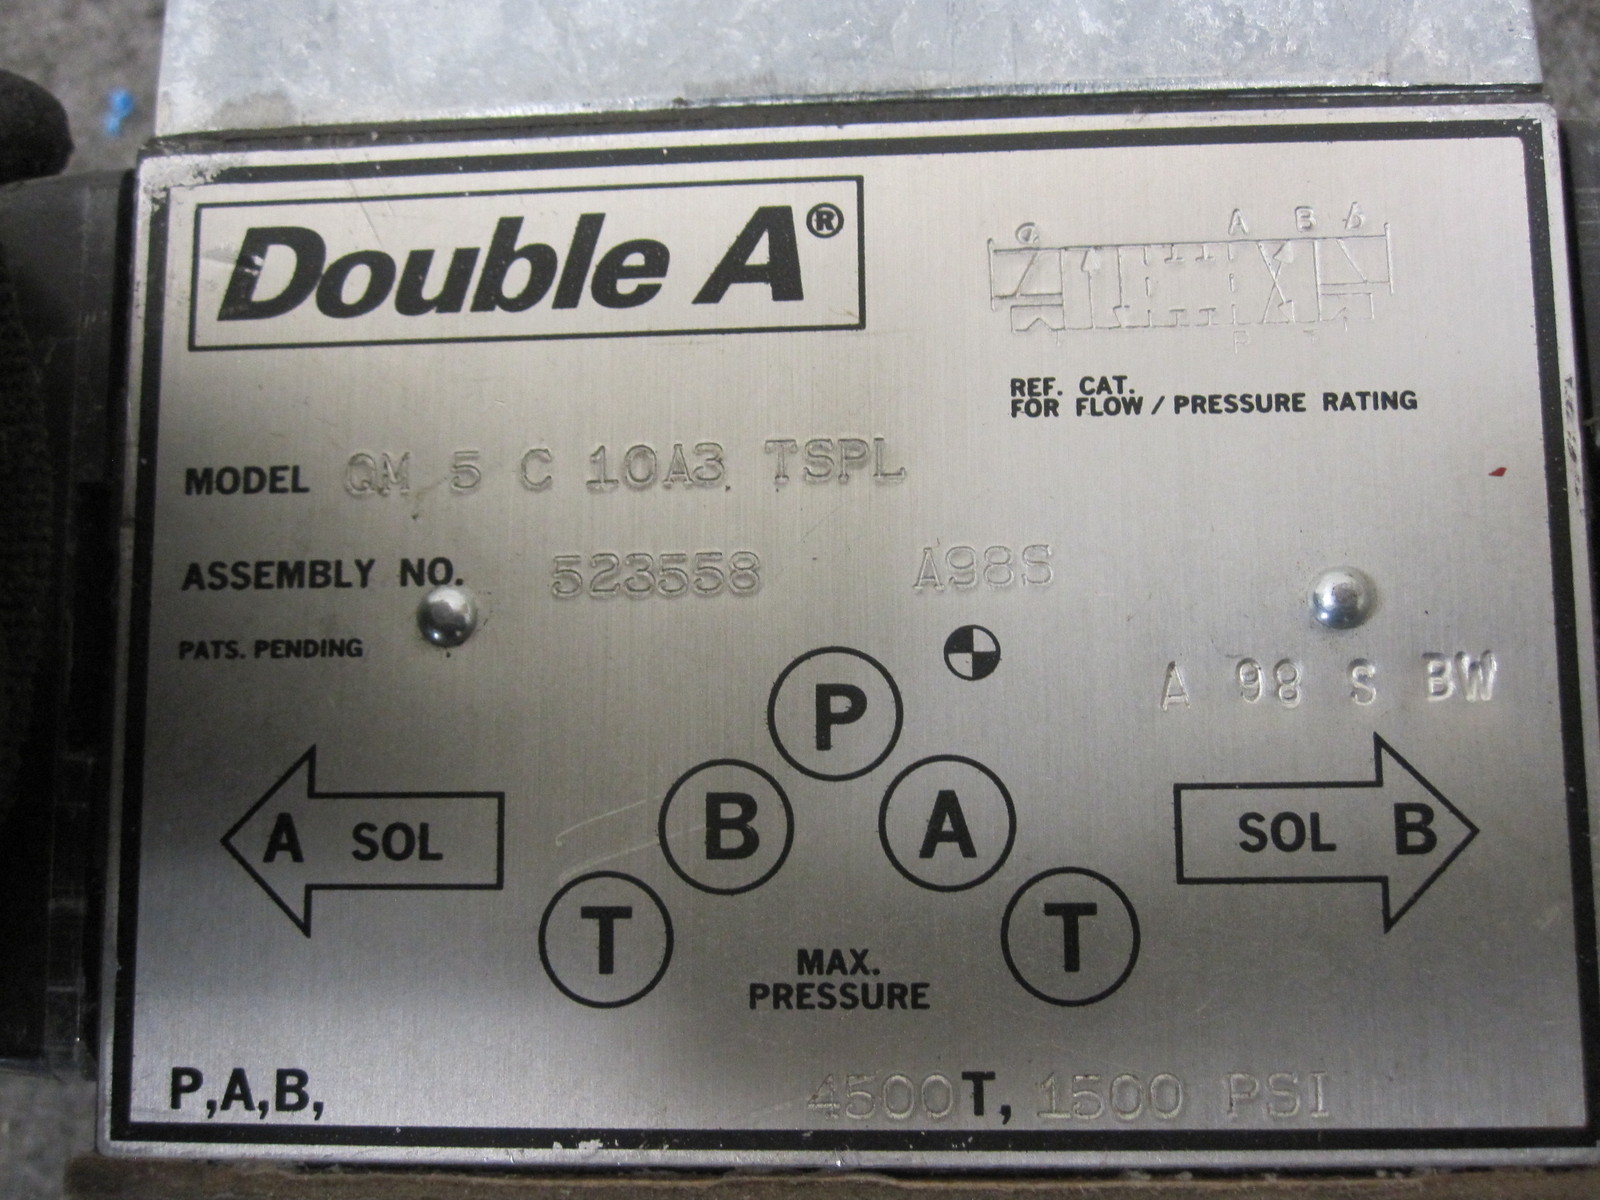 Double A®
A B b
a
P
REF. CAT.
FOR FLOW / PRESSURE RATING
MODEL QM 5 C 10A3 TSPL
ASSEMBLY NO. 523558 A98S
PATS. PENDING
A 98 S BW
P
B A
A SOL
SOL B
T T
MAX.
PRESSURE
P,A,B, 4500 T, 1500 PSI